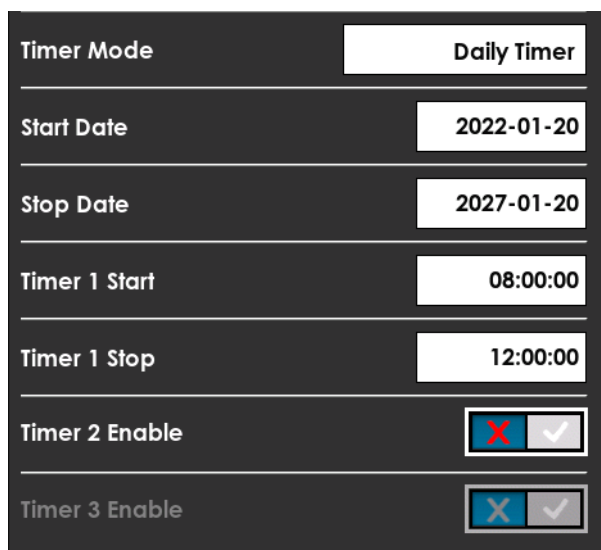 Timer Mode Daily Timer
Start Date 2022-01-20
Stop Date 2027-01-20
Timer 1 Start 08:00:00
Timer 1 Stop 12:00:00
Timer 2 Enable
Timer 3 Enable